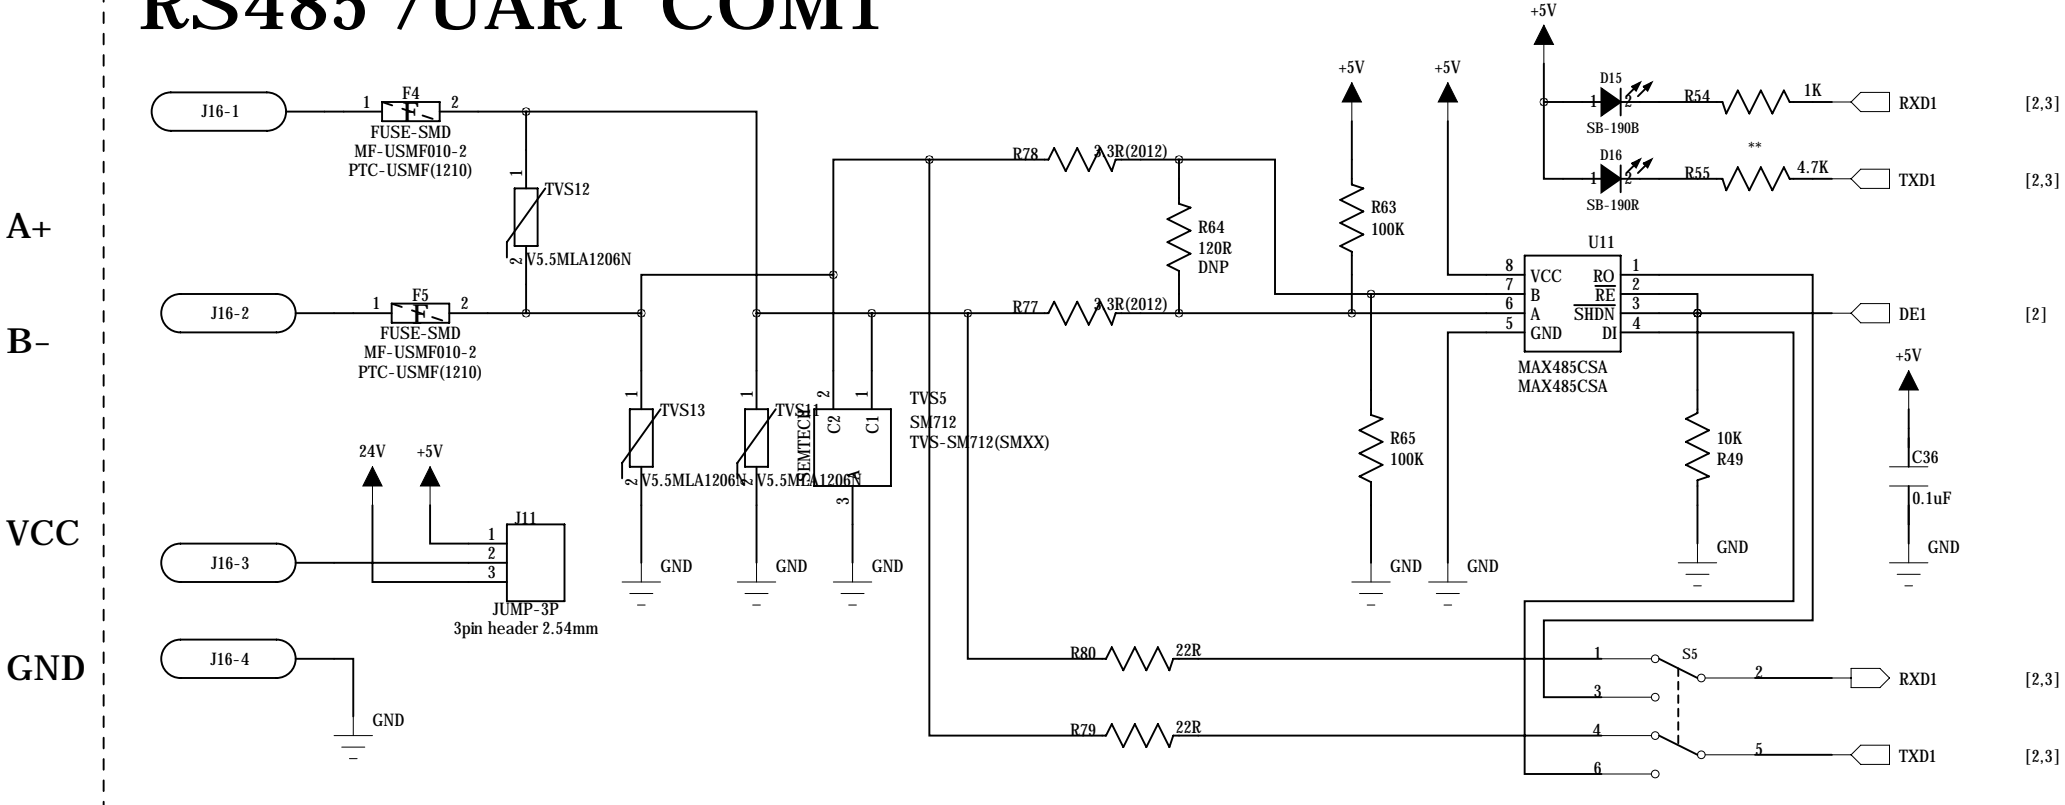 RS485 /UART COM1
+5V
+5V
+5V
D15
1
2
SB-190B
R54
1K
RXD1
[2,3]
D16
1
2
SB-190R
R55
**
4.7K
TXD1
[2,3]
J16-1
1
F4
2
FUSE-SMD
MF-USMF010-2
PTC-USMF(1210)
1
TVS12
2
V5.5MLA1206N
A+
B-
J16-2
1
F5
2
FUSE-SMD
MF-USMF010-2
PTC-USMF(1210)
R78
3.3R(2012)
R64
120R
DNP
R77
3.3R(2012)
R63
100K
U11
8
VCC
7
B
6
A
5
GND
RO
1
RE
2
SHDN
3
DI
4
MAX485CSA
MAX485CSA
DE1
[2]
1
TVS13
2
V5.5MLA1206N
1
TVS11
2
V5.5MLA1206N
SEMTECH
2
C2
1
C1
A
3
TVS5
SM712
TVS-SM712(SMXX)
R65
100K
10K
R49
+5V
C36
0.1uF
24V
+5V
VCC
J16-3
J11
1
2
3
JUMP-3P
3pin header 2.54mm
GND
GND
GND
GND
GND
GND
GND
GND
J16-4
GND
R80
22R
1
S5
2
3
RXD1
[2,3]
R79
22R
4
5
6
TXD1
[2,3]